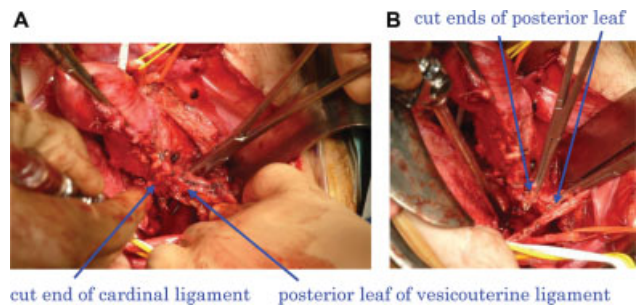 A
B
cut ends of posterior leaf
cut end of cardinal ligament
posterior leaf of vesicouterine ligament